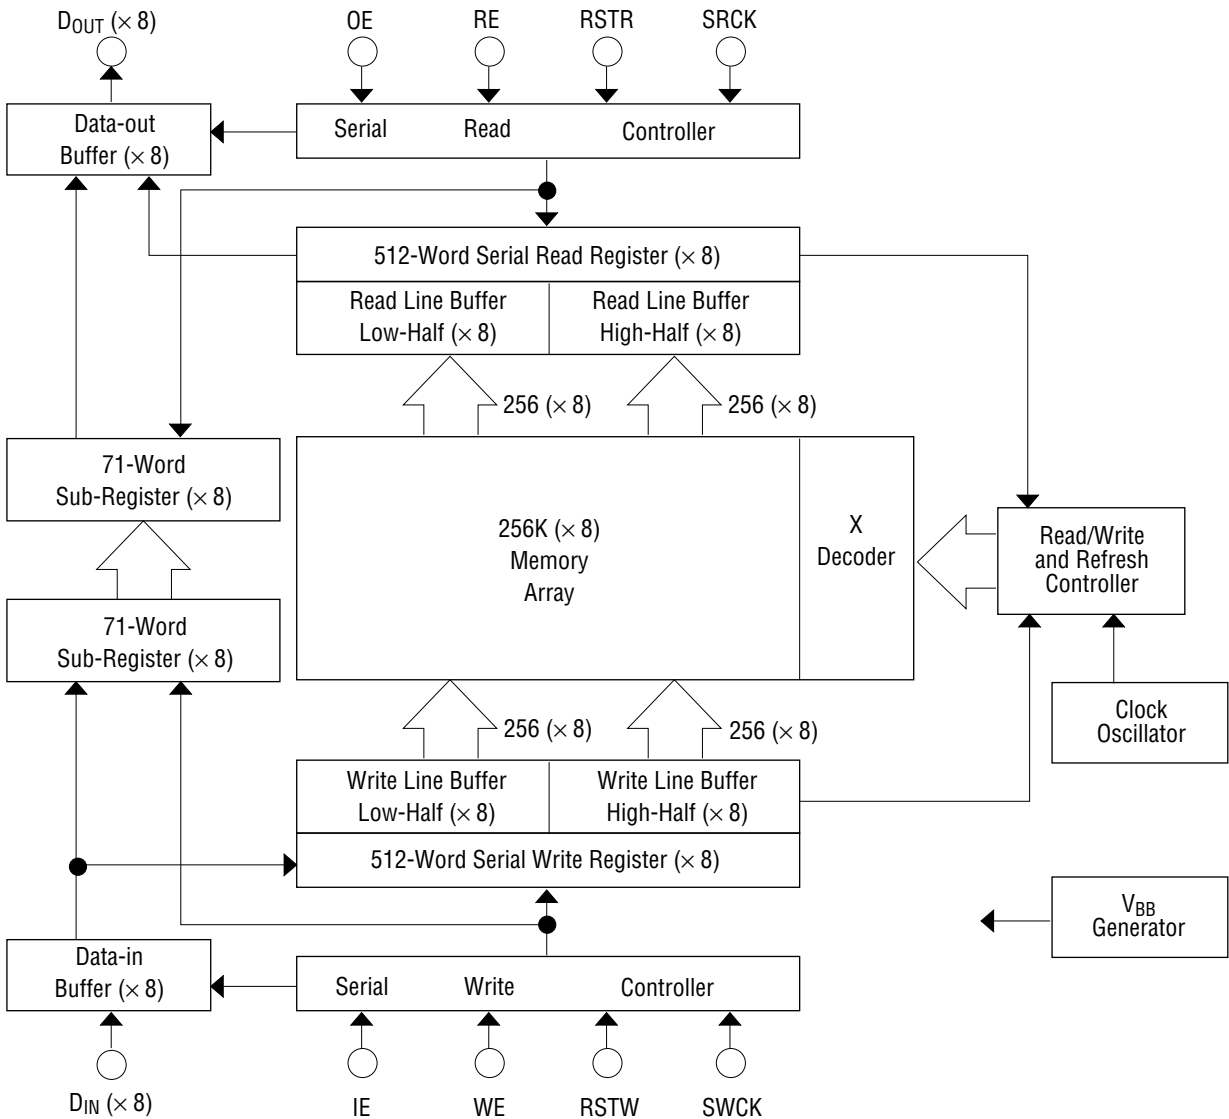 DOUT (× 8)
OE
RE
RSTR
SRCK
Data-out
Buffer (× 8)
Serial Read Controller
512-Word Serial Read Register (× 8)
Read Line Buffer
Low-Half (× 8)
Read Line Buffer
High-Half (× 8)
256 (× 8)
256 (× 8)
71-Word
Sub-Register (× 8)
256K (× 8)
Memory
Array
X
Decoder
Read/Write
and Refresh
Controller
71-Word
Sub-Register (× 8)
256 (× 8)
256 (× 8)
Clock
Oscillator
Write Line Buffer
Low-Half (× 8)
Write Line Buffer
High-Half (× 8)
512-Word Serial Write Register (× 8)
VBB
Generator
Data-in
Buffer (× 8)
Serial Write Controller
DIN (× 8)
IE
WE
RSTW
SWCK